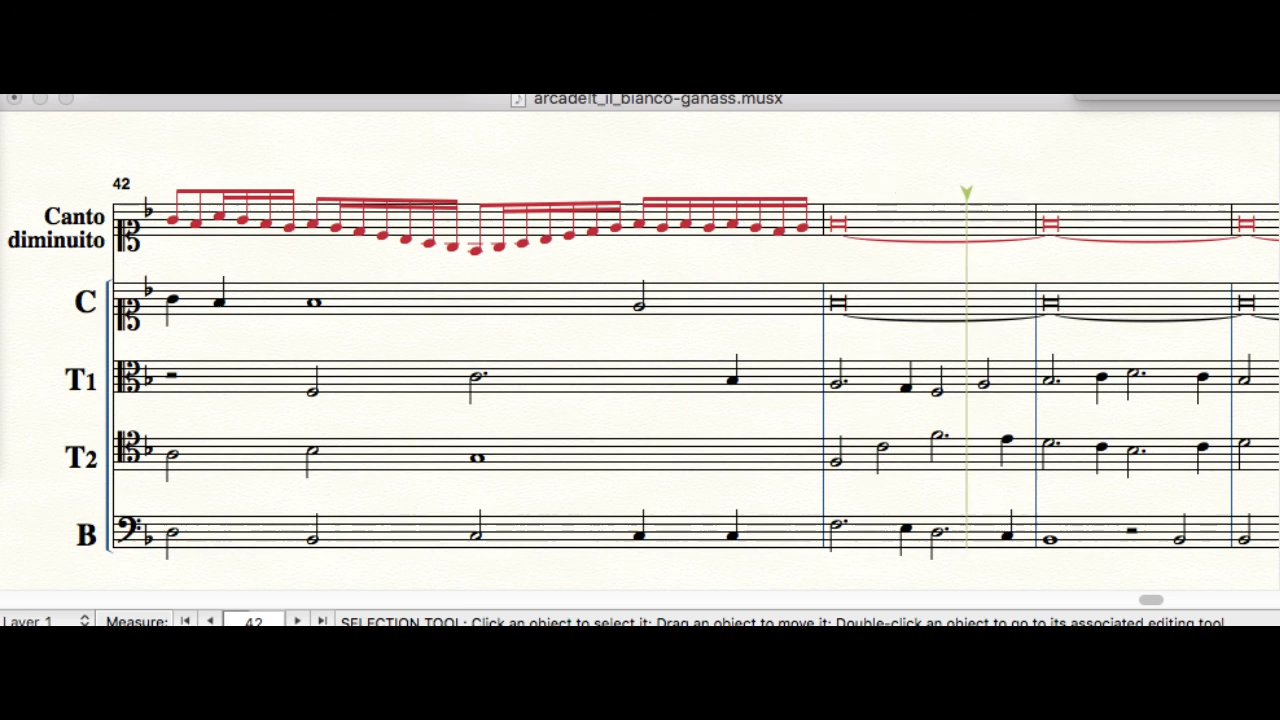 arcadelt_il_bianco-ganass.musx
42
Canto
diminuito
C
T1
T2
B
Layer 1 Measure: 42 SELECTION TOOL: Click an object to select it; Drag an object to move it; Double-click an object to go to its associated editing tool